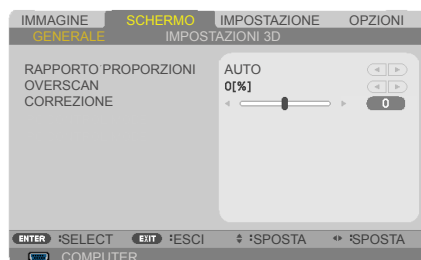 IMMAGINE SCHERMO IMPOSTAZIONE OPZIONI
GENERALE IMPOSTAZIONI 3D
RAPPORTO PROPORZIONI AUTO
OVERSCAN 0[%]
CORREZIONE 0
ENTER :SELECT EXIT :ESCI :SPOSTA :SPOSTA
COMPUTER